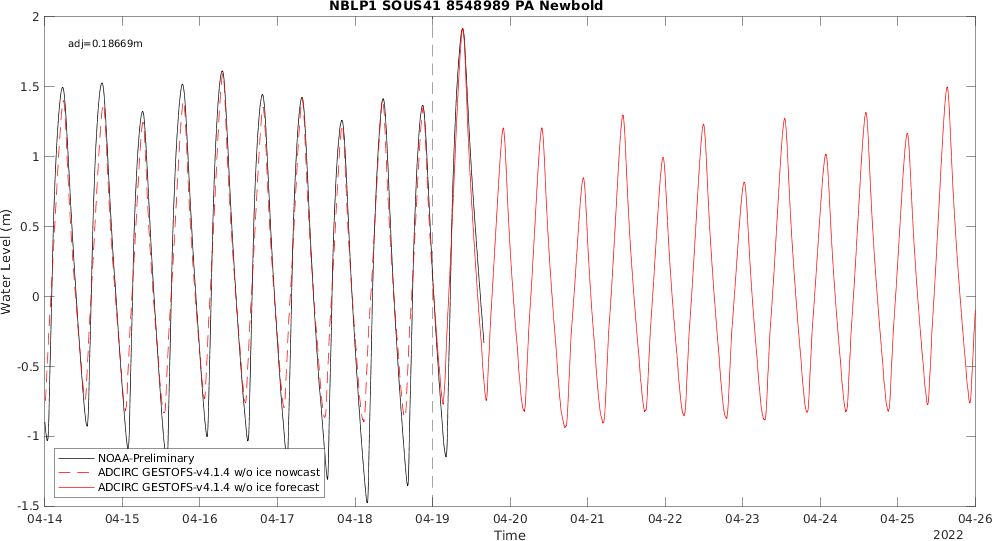 NBLP1 SOUS41 8548989 PA Newbold
adj=0.18669m
Water Level (m)
2
1.5
1
0.5
0
-0.5
-1
-1.5
NOAA-Preliminary
ADCIRC GESTOFS-v4.1.4 w/o ice nowcast
ADCIRC GESTOFS-v4.1.4 w/o ice forecast
04-14 04-15 04-16 04-17 04-18 04-19 04-20 04-21 04-22 04-23 04-24 04-25 04-26
Time
2022